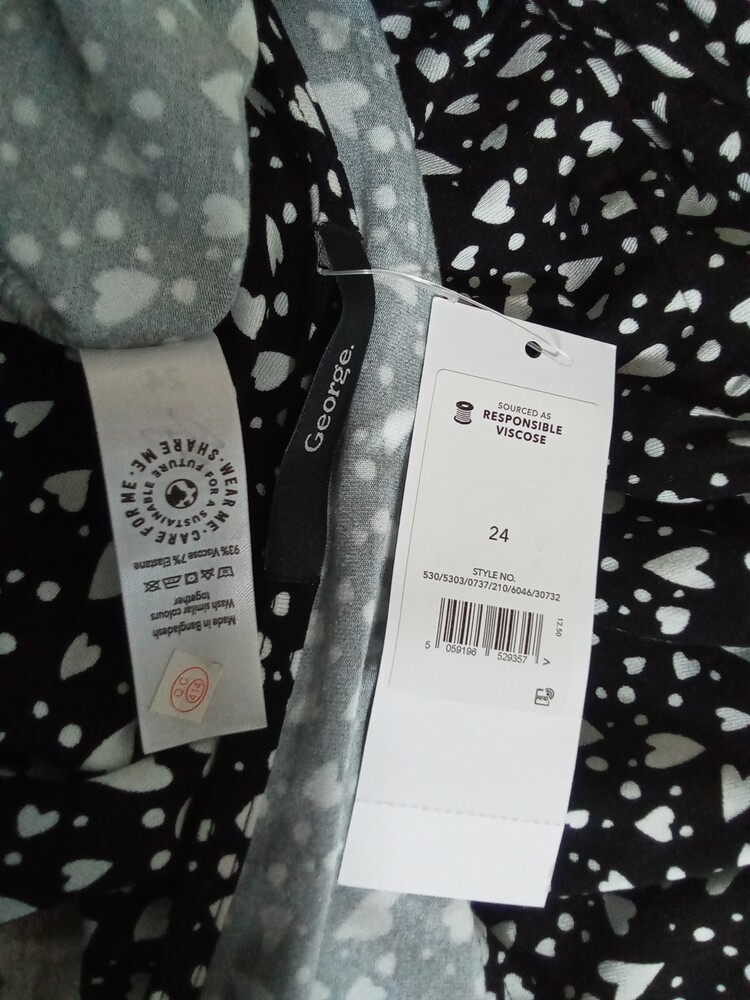 George.
SOURCED AS
RESPONSIBLE
VISCOSE
24
STYLE NO.
530/5303/0737/210/6046/30732
12.50
5 059196 529357 >
WEAR ME · CARE FOR ME · SHARE ME ·
FOR A SUSTAINABLE FUTURE
93% Viscose 7% Elastane
Wash similar colours
together
Made in Bangladesh
QC
414